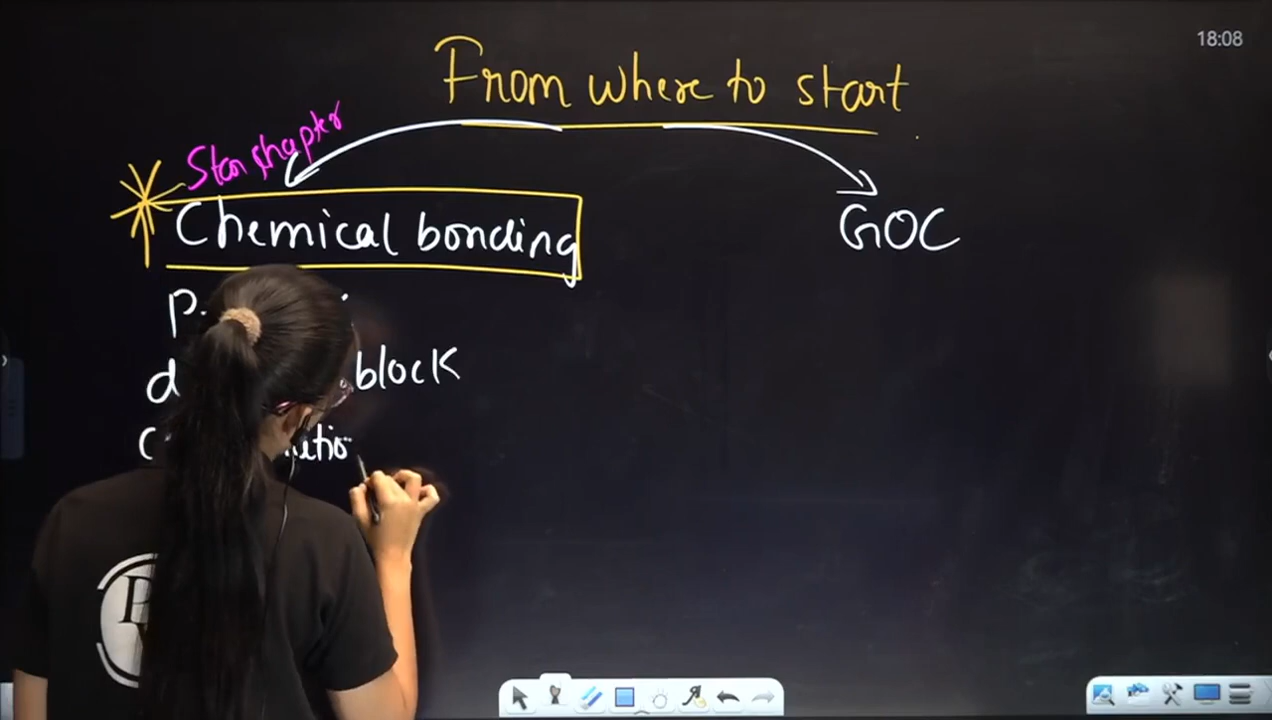 18:08
From where to start
Star chapter
Chemical bonding
GOC
block